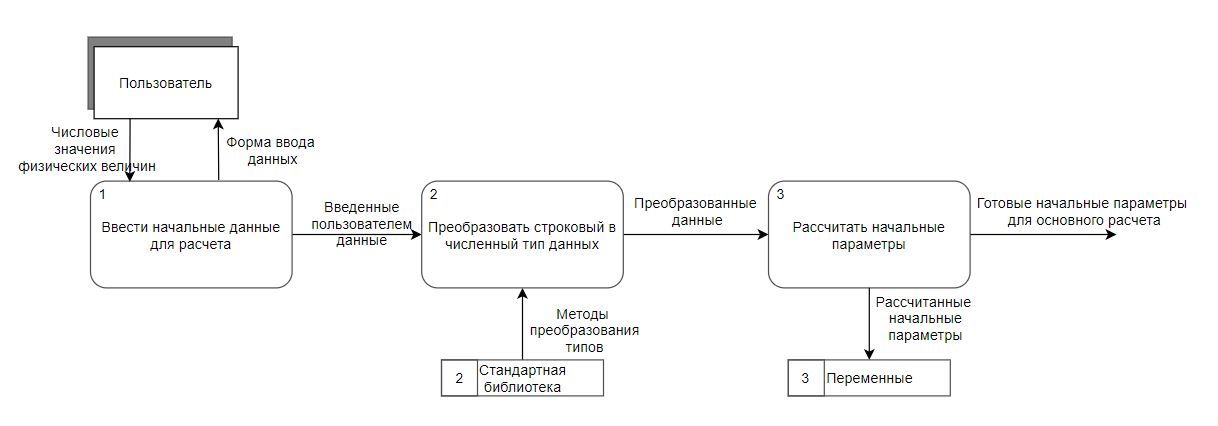 Пользователь
Числовые
значения
физических величин
Форма ввода
данных
1
Ввести начальные данные
для расчета
Введенные
пользователем
данные
2
Преобразовать строковый в
численный тип данных
Преобразованные
данные
3
Рассчитать начальные
параметры
Готовые начальные параметры
для основного расчета
Методы
преобразования
типов
2
Стандартная
библиотека
Рассчитанные
начальные
параметры
3
Переменные